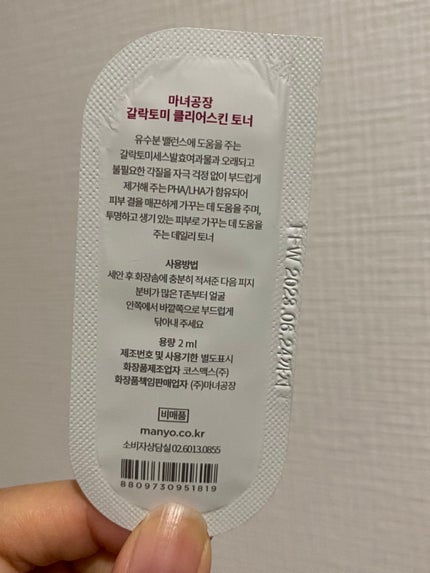 마녀공장
갈락토미 클리어스킨 토너
유수분 밸런스에 도움을 주는
갈락토미세스발효여과물과 오래되고
불필요한 각질을 자극 걱정 없이 부드럽게
제거해 주는 PHA/LHA가 함유되어
피부 결을 매끈하게 가꾸는 데 도움을 주며,
투명하고 생기 있는 피부로 가꾸는 데 도움을
주는 데일리 토너
사용방법
세안 후 화장솜에 충분히 적셔준 다음 피지
분비가 많은 T존부터 얼굴
안쪽에서 바깥쪽으로 부드럽게
닦아내 주세요
용량 2 ml
제조번호 및 사용기한 별도표시
화장품제조업자 코스맥스(주)
화장품책임판매업자 (주)마녀공장
비매품
manyo.co.kr
소비자상담실 02.6013.0855
8809730951819
2023.06.24까지